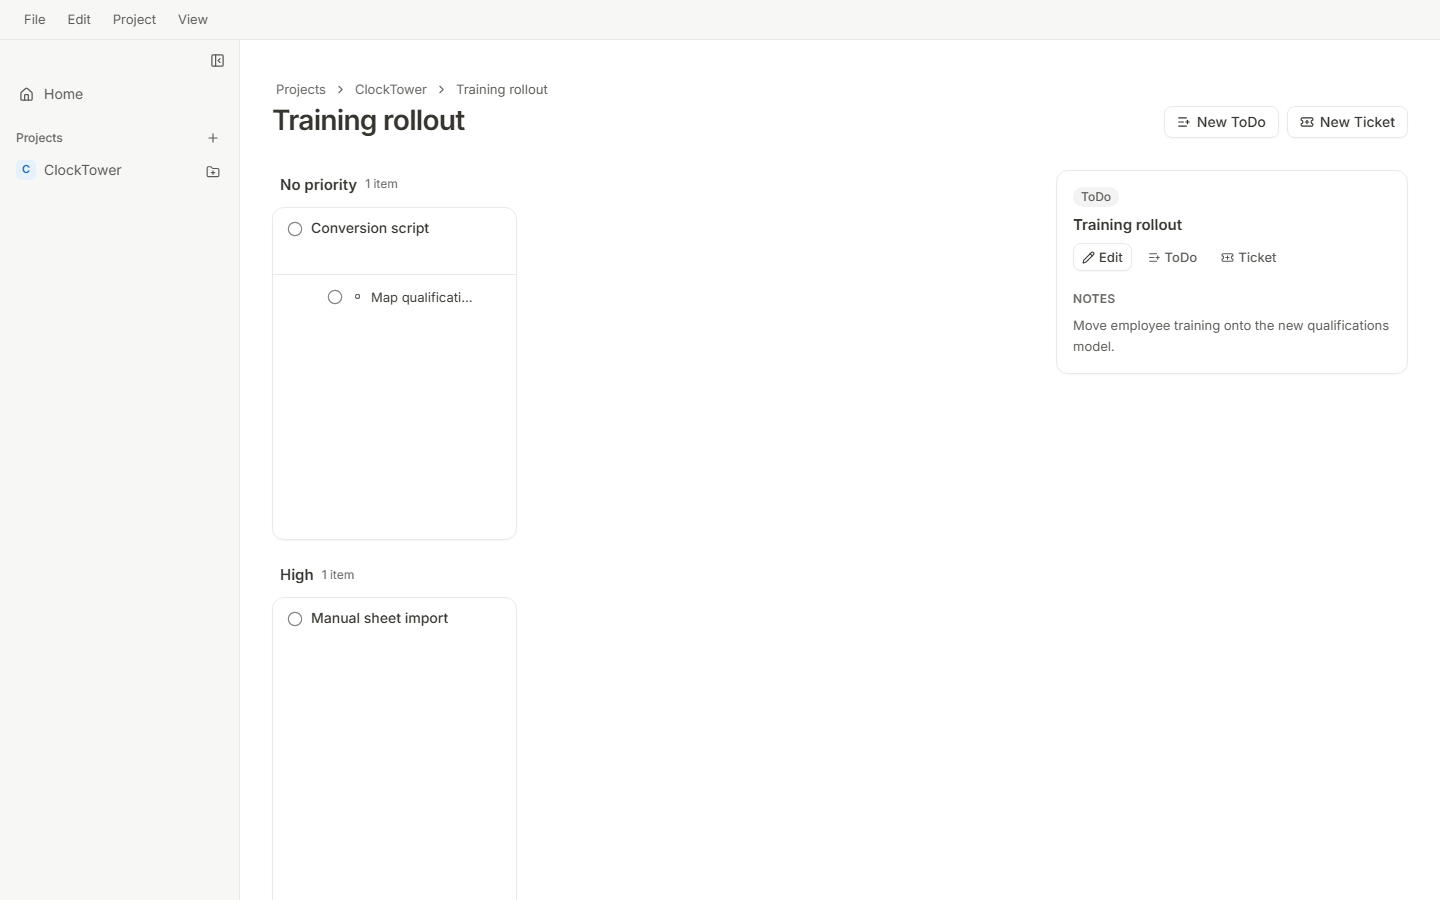 File Edit Project View
Home
Projects
C ClockTower
Projects > ClockTower > Training rollout
Training rollout
New ToDo New Ticket
No priority 1 item
Conversion script
Map qualificati...
High 1 item
Manual sheet import
ToDo
Training rollout
Edit ToDo Ticket
NOTES
Move employee training onto the new qualifications
model.